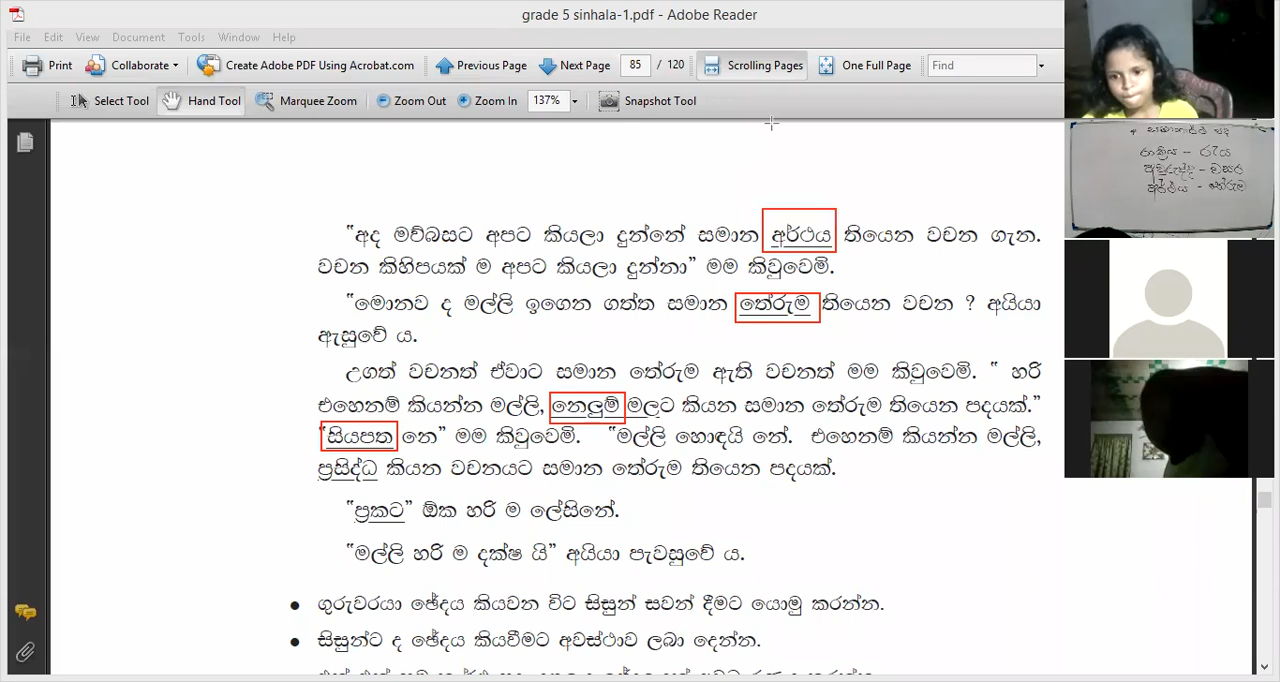 grade 5 sinhala-1.pdf - Adobe Reader
File Edit View Document Tools Window Help
Print Collaborate Create Adobe PDF Using Acrobat.com Previous Page Next Page 85 / 120 Scrolling Pages One Full Page Find
Select Tool Hand Tool Marquee Zoom Zoom Out Zoom In 137% Snapshot Tool
"අද මව්බසට අපට කියලා දුන්නේ සමාන අර්ථය තියෙන වචන ගැන.
වචන කිහිපයක් ම අපට කියලා දුන්නා" මම කිවුවෙමි.
"මොනව ද මල්ලි ඉගෙන ගත්ත සමාන තේරුම තියෙන වචන ? අයියා
ඇසුවේ ය.
උගත් වචනත් ඒවාට සමාන තේරුම ඇති වචනත් මම කිවුවෙමි. " හරි
එහෙනම් කියන්න මල්ලි, නෙලුම් මලට කියන සමාන තේරුම තියෙන පදයක්."
"සියපත නෙ" මම කිවුවෙමි. "මල්ලි හොඳයි නේ. එහෙනම් කියන්න මල්ලි,
ප්‍රසිද්ධ කියන වචනයට සමාන තේරුම තියෙන පදයක්.
"ප්‍රකට" ඕක හරි ම ලේසිනේ.
"මල්ලි හරි ම දක්ෂ යි" අයියා පැවසුවේ ය.
● ගුරුවරයා ඡේදය කියවන විට සිසුන් සවන් දීමට යොමු කරන්න.
● සිසුන්ට ද ඡේදය කියවීමට අවස්ථාව ලබා දෙන්න.
සමානාර්ථ පද
රාත්‍රිය - රැය
අවුරුද්ද - වසර
අර්ථය - තේරුම